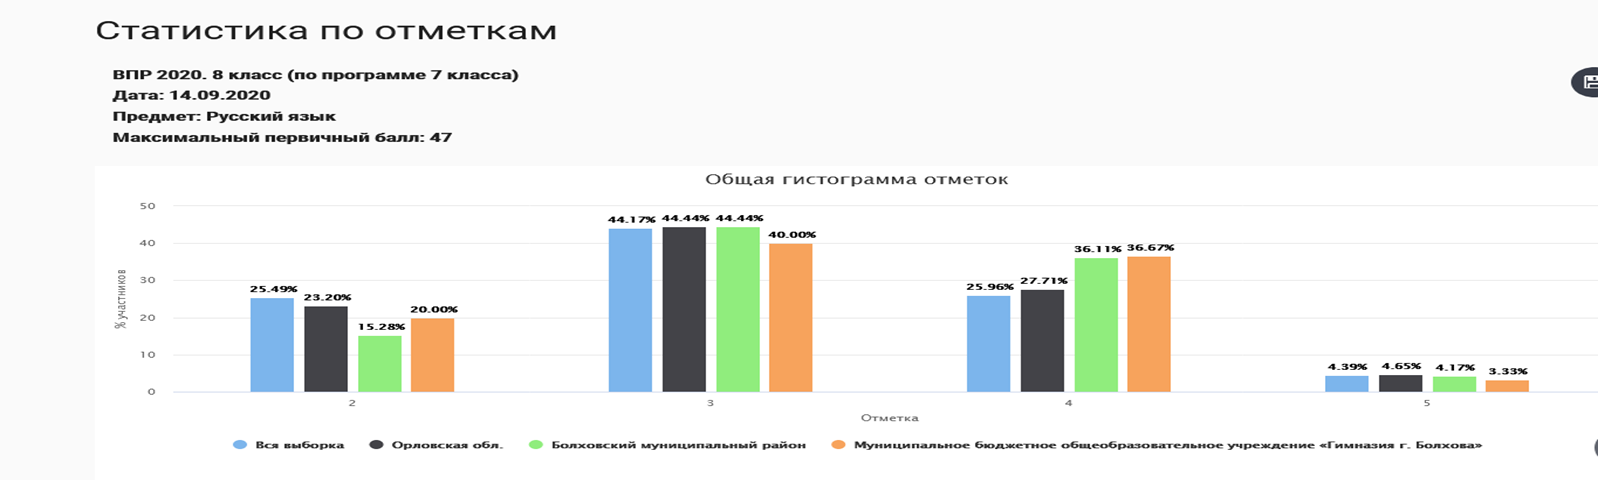 Статистика по отметкам
ВПР 2020. 8 класс (по программе 7 класса)
Дата: 14.09.2020
Предмет: Русский язык
Максимальный первичный балл: 47
Общая гистограмма отметок
% участников
50
40
30
20
10
0
25.49% 23.20% 15.28% 20.00%
44.17% 44.44% 44.44% 40.00%
25.96% 27.71% 36.11% 36.67%
4.39% 4.65% 4.17% 3.33%
2 3 4 5
Отметка
Вся выборка Орловская обл. Болховский муниципальный район Муниципальное бюджетное общеобразовательное учреждение «Гимназия г. Болхова»